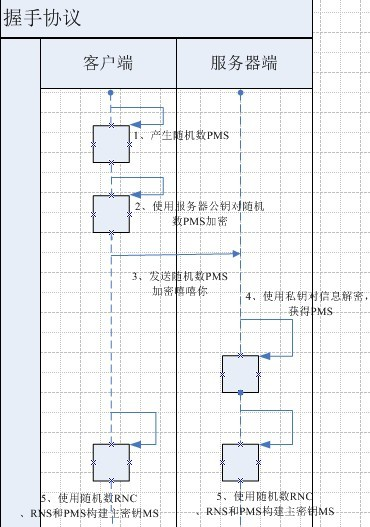 握手协议
客户端
服务器端
1、产生随机数PMS
2、使用服务器公钥对随机
数PMS加密
3、发送随机数PMS
加密嘻嘻你
4、使用私钥对信息解密，
获得PMS
5、使用随机数RNC
、RNS和PMS构建主密钥MS
5、使用随机数RNC
、RNS和PMS构建主密钥MS